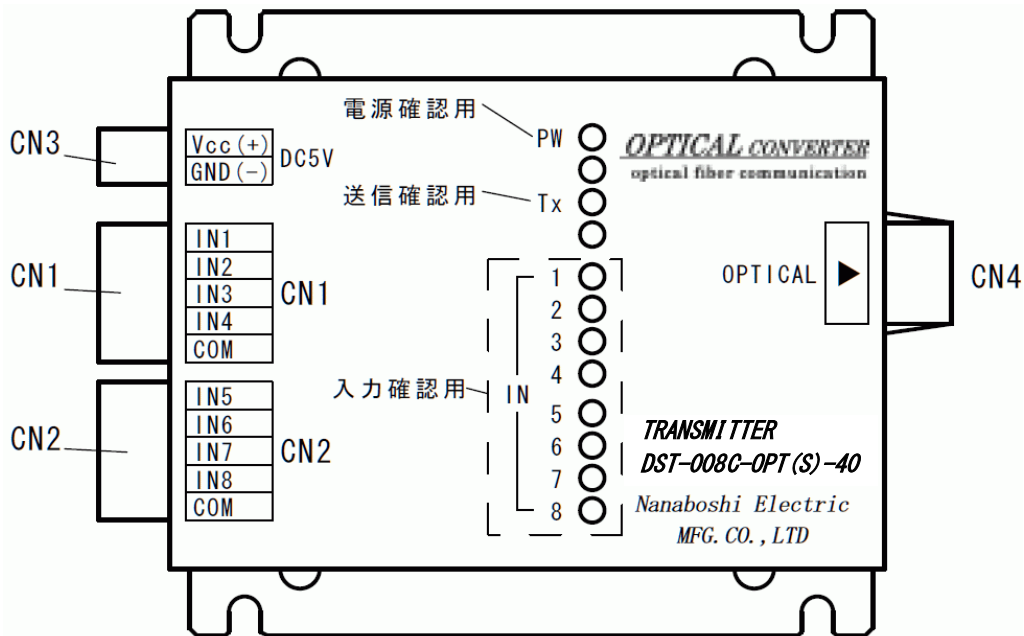 電源確認用
PW
OPTICAL CONVERTER
optical fiber communication
CN3
Vcc(+)
GND(-)
DC5V
送信確認用
Tx
CN1
IN1
IN2
IN3
IN4
COM
CN1
OPTICAL
CN4
CN2
IN5
IN6
IN7
IN8
COM
CN2
入力確認用
IN
1
2
3
4
5
6
7
8
TRANSMITTER
DST-008C-OPT(S)-40
Nanaboshi Electric
MFG.CO.,LTD